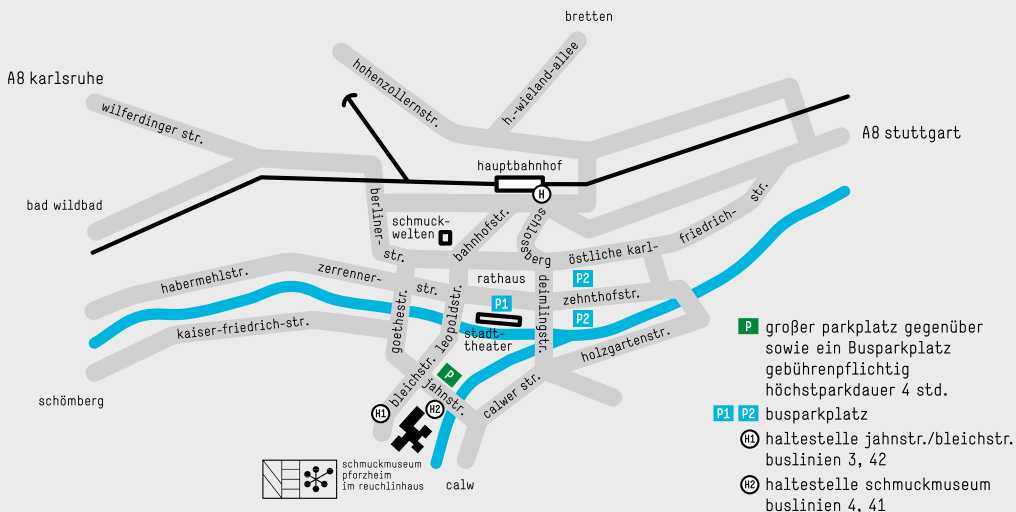 bretten
A8 karlsruhe
hohenzollernstr.
h.-wieland-allee
wilferdinger str.
A8 stuttgart
hauptbahnhof
H
bad wildbad
berliner-
str.
schmuck-
welten
bahnhofstr.
schloss
berg
östliche karl-
friedrich-
str.
habermehlstr.
zerrenner-
str.
rathaus
P1
P2
deimlingstr.
zehnthofstr.
P2
kaiser-friedrich-str.
goethestr.
leopoldstr.
stadt-
theater
holzgartenstr.
schömberg
bleichstr.
P
jahnstr.
calwer str.
H1
H2
schmuckmuseum
pforzheim
im reuchlinhaus
calw
P großer parkplatz gegenüber
sowie ein Busparkplatz
gebührenpflichtig
höchstparkdauer 4 std.
P1 P2 busparkplatz
H1 haltestelle jahnstr./bleichstr.
buslinien 3, 42
H2 haltestelle schmuckmuseum
buslinien 4, 41